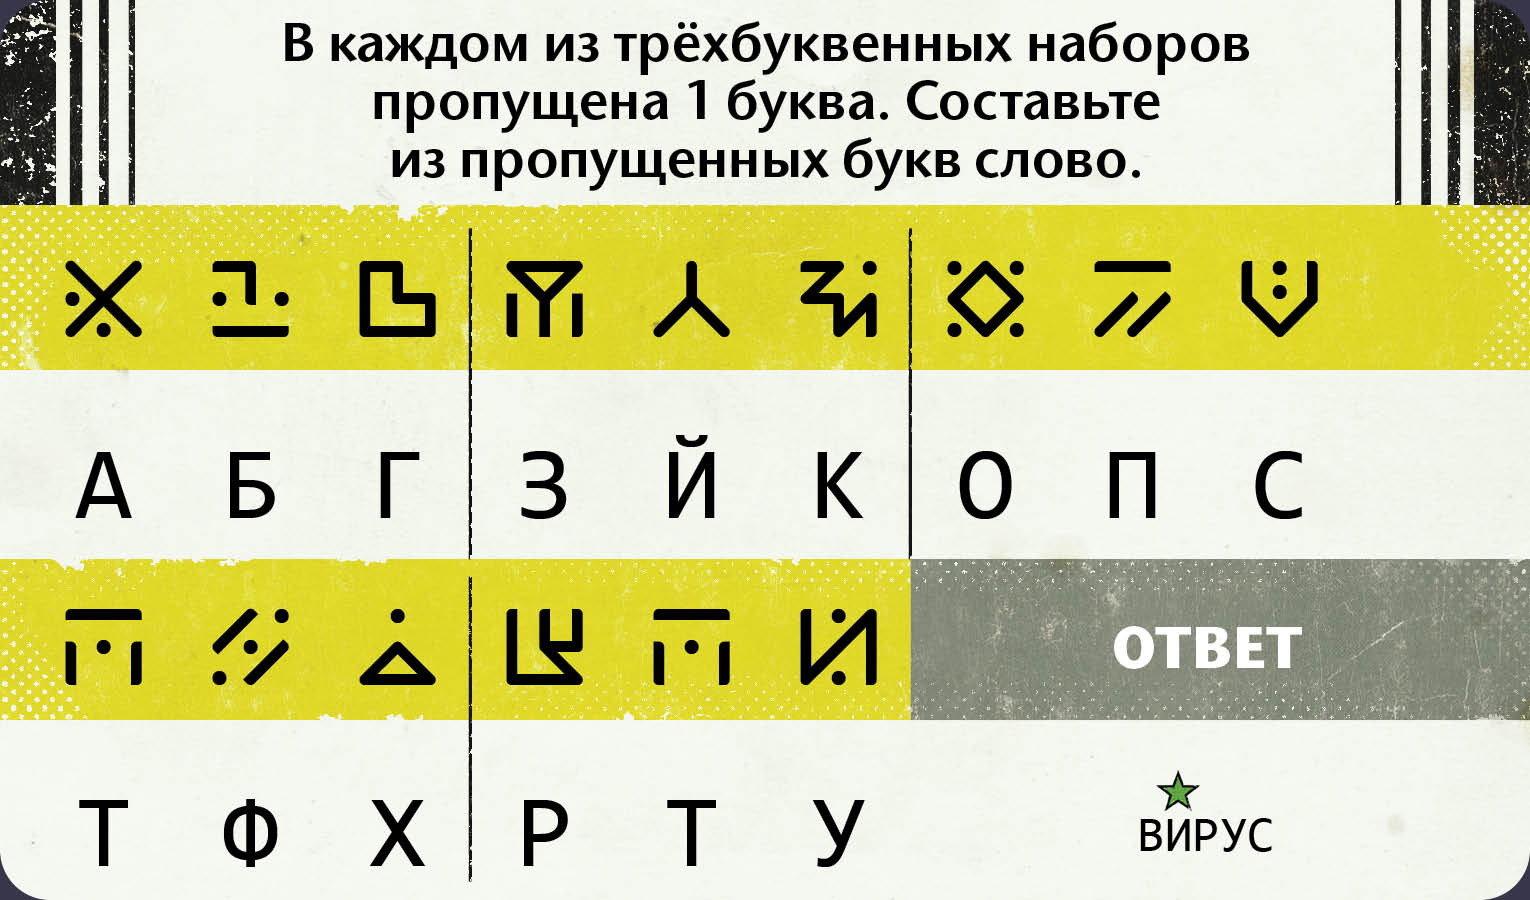 В каждом из трёхбуквенных наборов
пропущена 1 буква. Составьте
из пропущенных букв слово.
А Б Г З Й К О П С
ОТВЕТ
Т Ф Х Р Т У
ВИРУС